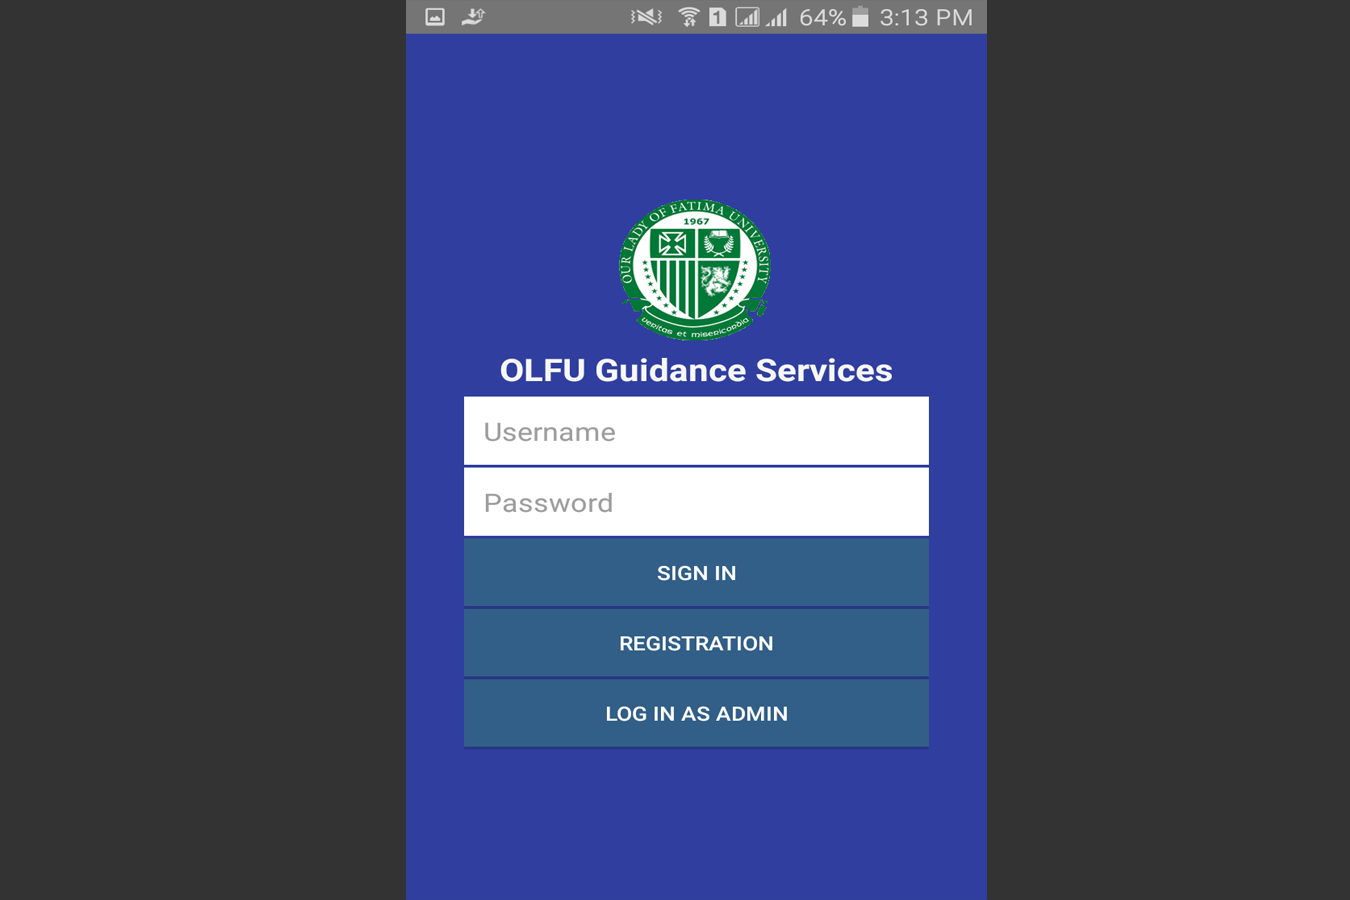 1 64% 3:13 PM
OUR LADY OF FATIMA UNIVERSITY
1967
veritas et misericordia
OLFU Guidance Services
Username
Password
SIGN IN
REGISTRATION
LOG IN AS ADMIN